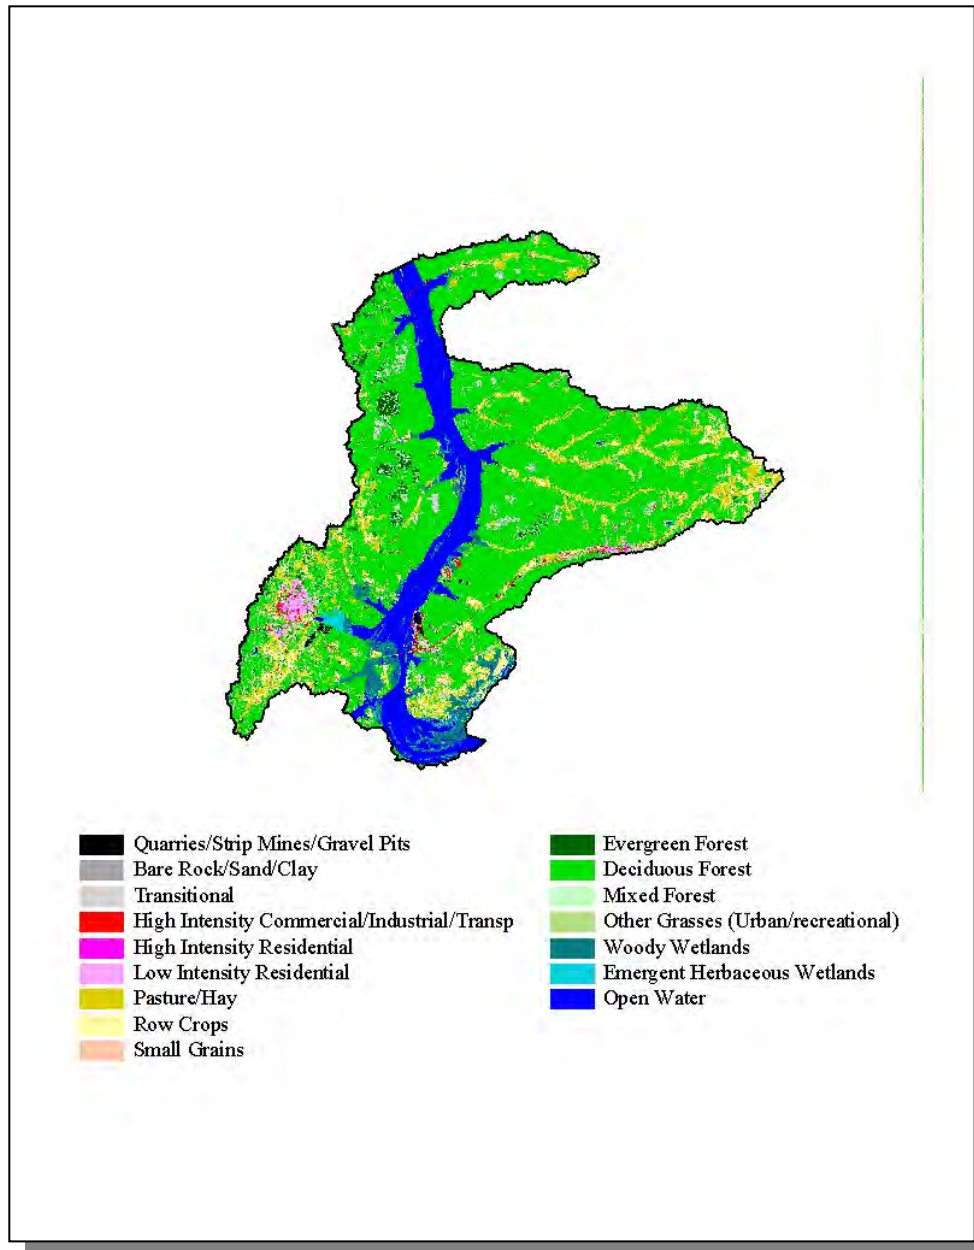 Quarries/Strip Mines/Gravel Pits
Bare Rock/Sand/Clay
Transitional
High Intensity Commercial/Industrial/Transp
High Intensity Residential
Low Intensity Residential
Pasture/Hay
Row Crops
Small Grains
Evergreen Forest
Deciduous Forest
Mixed Forest
Other Grasses (Urban/recreational)
Woody Wetlands
Emergent Herbaceous Wetlands
Open Water